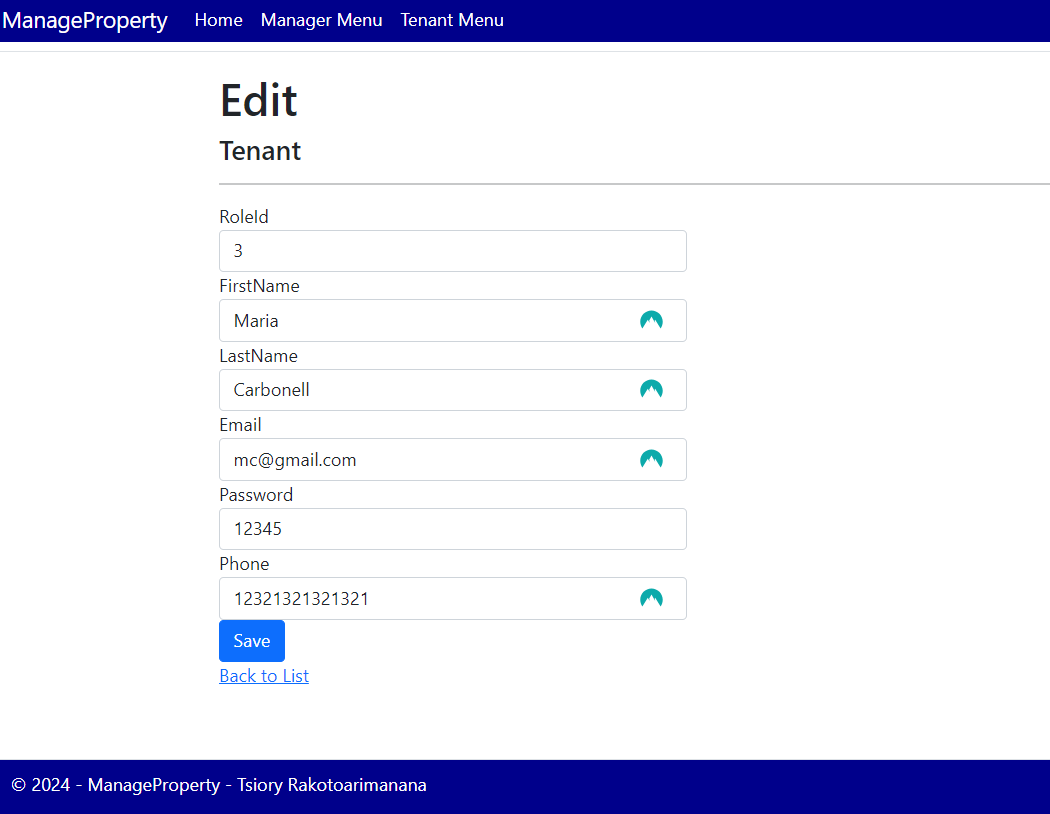 ManageProperty Home Manager Menu Tenant Menu
Edit
Tenant
RoleId
3
FirstName
Maria
LastName
Carbonell
Email
mc@gmail.com
Password
12345
Phone
12321321321321
Save
Back to List
© 2024 - ManageProperty - Tsiory Rakotoarimanana